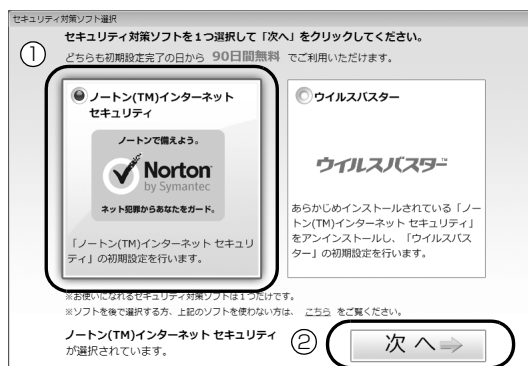 セキュリティ対策ソフト選択
セキュリティ対策ソフトを１つ選択して「次へ」をクリックしてください。
①
どちらも初期設定完了の日から 90日間無料 でご利用いただけます。
ノートン(TM)インターネット
セキュリティ
ノートンで備えよう。
Norton
by Symantec
ネット犯罪からあなたをガード。
「ノートン(TM)インターネット セキュリ
ティ」の初期設定を行います。
ウイルスバスター
ウイルスバスター™
あらかじめインストールされている「ノー
トン(TM)インターネット セキュリティ」
をアンインストールし、「ウイルスバス
ター」の初期設定を行います。
※お使いになれるセキュリティ対策ソフトは１つだけです。
※ソフトを後で選択する方、上記のソフトを使わない方は、 こちら をご覧ください。
ノートン(TM)インターネット セキュリティ
が選択されています。
②
次 へ